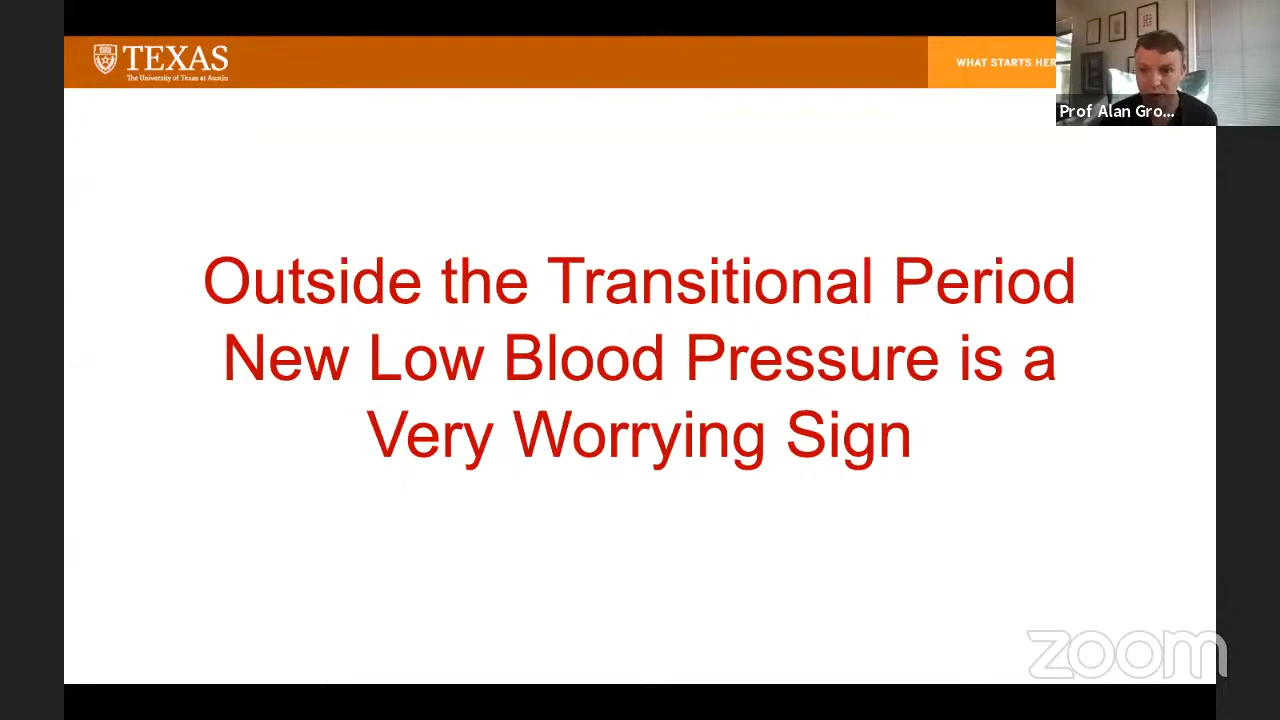 TEXAS
The University of Texas at Austin
WHAT STARTS HER
Prof Alan Gro...
Outside the Transitional Period
New Low Blood Pressure is a
Very Worrying Sign
zoom